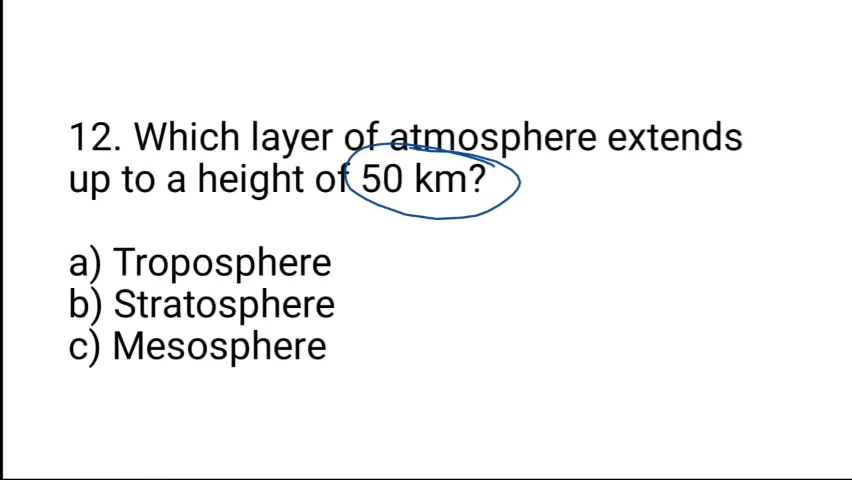 12. Which layer of atmosphere extends
up to a height of 50 km?
a) Troposphere
b) Stratosphere
c) Mesosphere